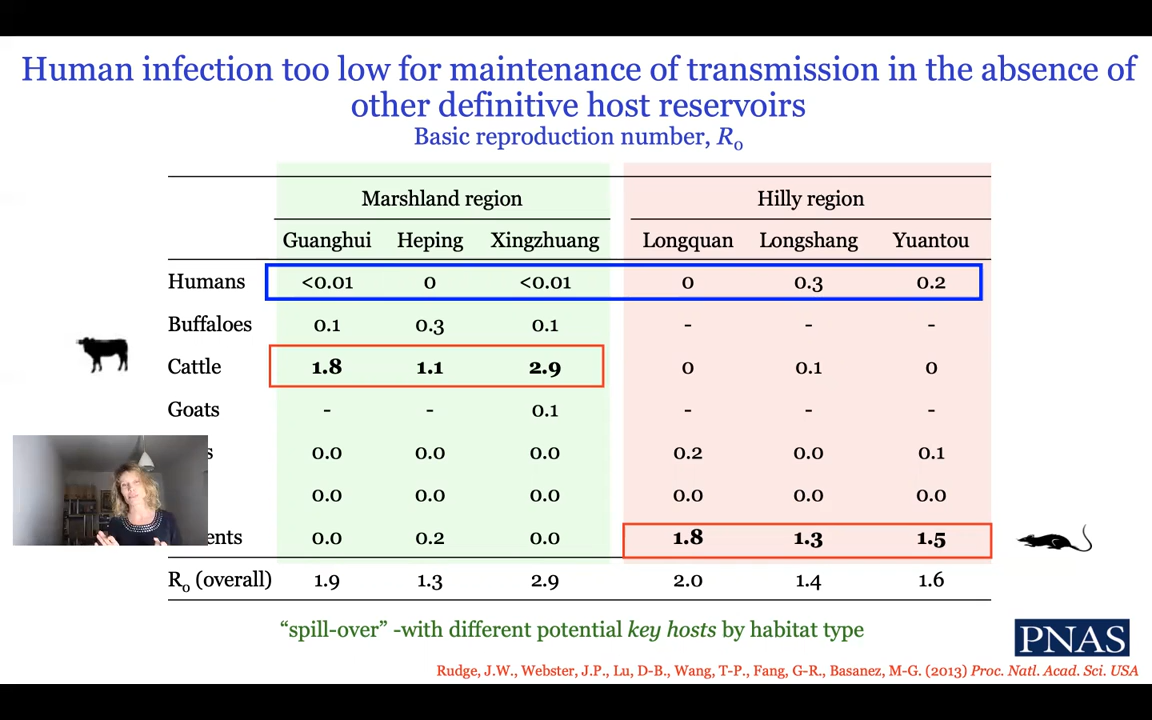 Human infection too low for maintenance of transmission in the absence of
other definitive host reservoirs
Basic reproduction number, R₀
Marshland region Hilly region
Guanghui Heping Xingzhuang Longquan Longshang Yuantou
Humans <0.01 0 <0.01 0 0.3 0.2
Buffaloes 0.1 0.3 0.1 - - -
Cattle 1.8 1.1 2.9 0 0.1 0
Goats - - 0.1 - - -
s 0.0 0.0 0.0 0.2 0.0 0.1
0.0 0.0 0.0 0.0 0.0 0.0
ents 0.0 0.2 0.0 1.8 1.3 1.5
R₀ (overall) 1.9 1.3 2.9 2.0 1.4 1.6
“spill-over” -with different potential key hosts by habitat type
PNAS
Rudge, J.W., Webster, J.P., Lu, D-B., Wang, T-P., Fang, G-R., Basanez, M-G. (2013) Proc. Natl. Acad. Sci. USA